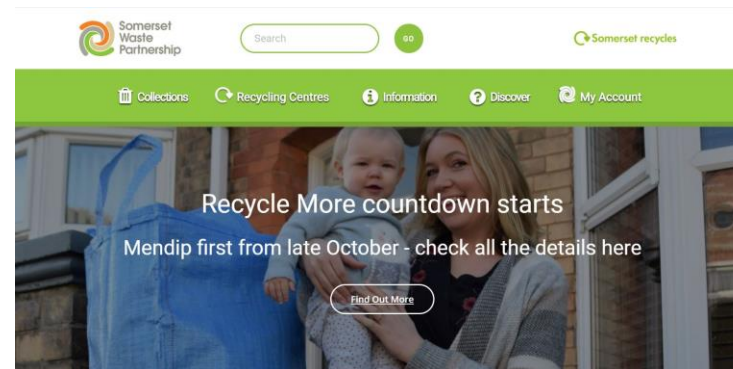 Somerset
Waste
Partnership
Search
GO
Somerset recycles
Collections
Recycling Centres
Information
Discover
My Account
Recycle More countdown starts
Mendip first from late October - check all the details here
Find Out More